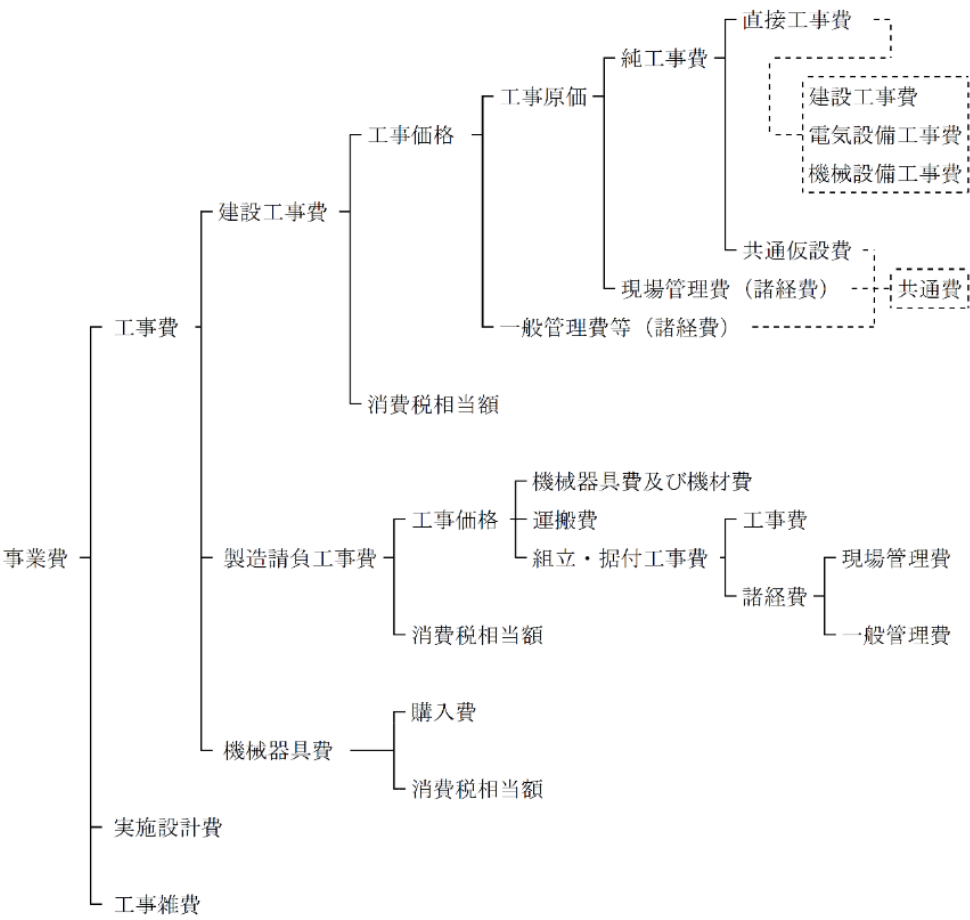 直接工事費
純工事費
工事原価
建設工事費
工事価格
電気設備工事費
機械設備工事費
建設工事費
共通仮設費
現場管理費（諸経費）
共通費
工事費
一般管理費等（諸経費）
消費税相当額
機械器具費及び機材費
工事価格
運搬費
工事費
事業費
製造請負工事費
組立・据付工事費
現場管理費
諸経費
消費税相当額
一般管理費
購入費
機械器具費
消費税相当額
実施設計費
工事雑費